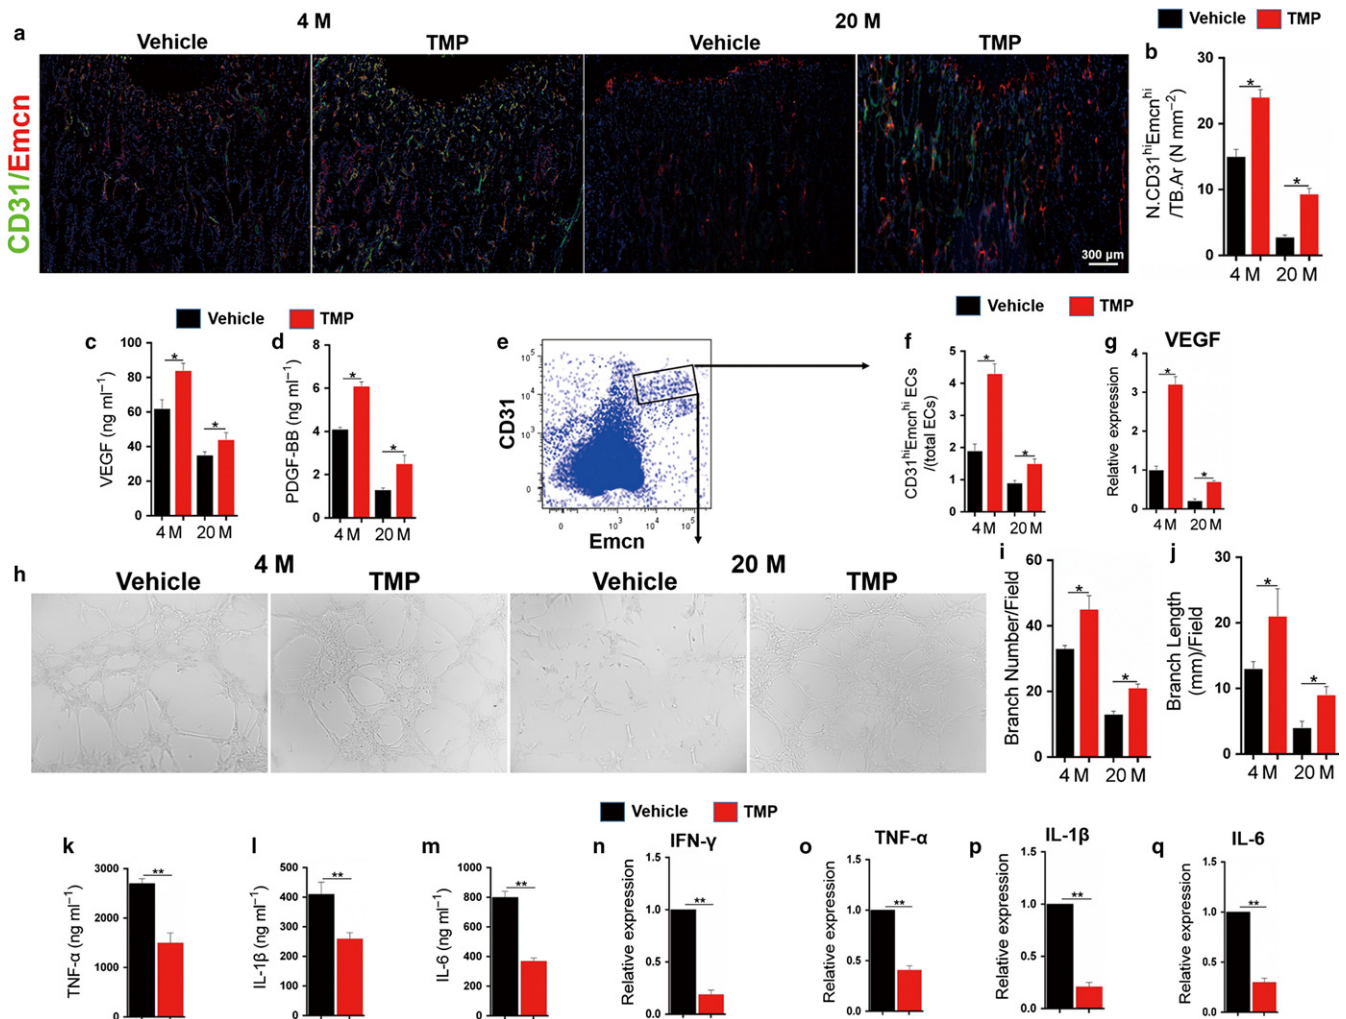 4 M
20 M
Vehicle
TMP
a
Vehicle
TMP
Vehicle
TMP
CD31/Emcn
300 µm
b
N.CD31hiEmcnhi
/TB.Ar (N mm−2)
30
20
10
0
*
*
4 M
20 M
Vehicle
TMP
Vehicle
TMP
c
VEGF (ng ml−1)
100
80
60
40
20
0
*
*
4 M
20 M
d
PDGF-BB (ng ml−1)
8
6
4
2
0
*
*
4 M
20 M
e
CD31
105
104
103
0
0
103
104
105
Emcn
f
CD31hiEmcnhi ECs
/(total ECs)
5
4
3
2
1
0
*
*
4 M
20 M
g
VEGF
Relative expression
4
3
2
1
0
*
*
4 M
20 M
h
4 M
20 M
Vehicle
TMP
Vehicle
TMP
i
Branch Number/Field
60
40
20
0
*
*
4 M
20 M
j
Branch Length
(mm)/Field
30
20
10
0
*
*
4 M
20 M
Vehicle
TMP
k
TNF-α (ng ml−1)
3000
2000
1000
0
**
l
IL-1β (ng ml−1)
500
400
300
200
100
0
**
m
IL-6 (ng ml−1)
1000
800
600
400
200
0
**
n
IFN-γ
Relative expression
1.5
1.0
0.5
0.0
**
o
TNF-α
Relative expression
1.5
1.0
0.5
0.0
**
p
IL-1β
Relative expression
1.5
1.0
0.5
0.0
**
q
IL-6
Relative expression
1.5
1.0
0.5
0.0
**